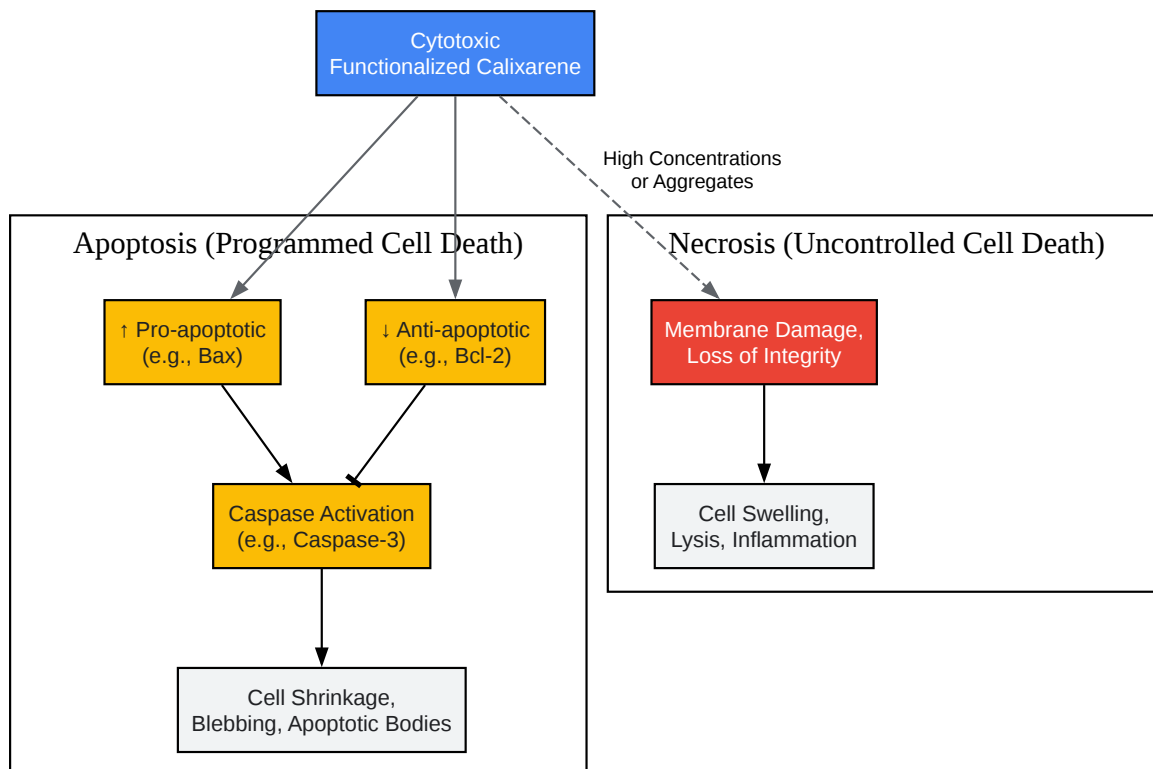 Cytotoxic
Functionalized Calixarene
High Concentrations
or Aggregates
Apoptosis (Programmed Cell Death)
↑ Pro-apoptotic
(e.g., Bax)
↓ Anti-apoptotic
(e.g., Bcl-2)
Caspase Activation
(e.g., Caspase-3)
Cell Shrinkage,
Blebbing, Apoptotic Bodies
Necrosis (Uncontrolled Cell Death)
Membrane Damage,
Loss of Integrity
Cell Swelling,
Lysis, Inflammation